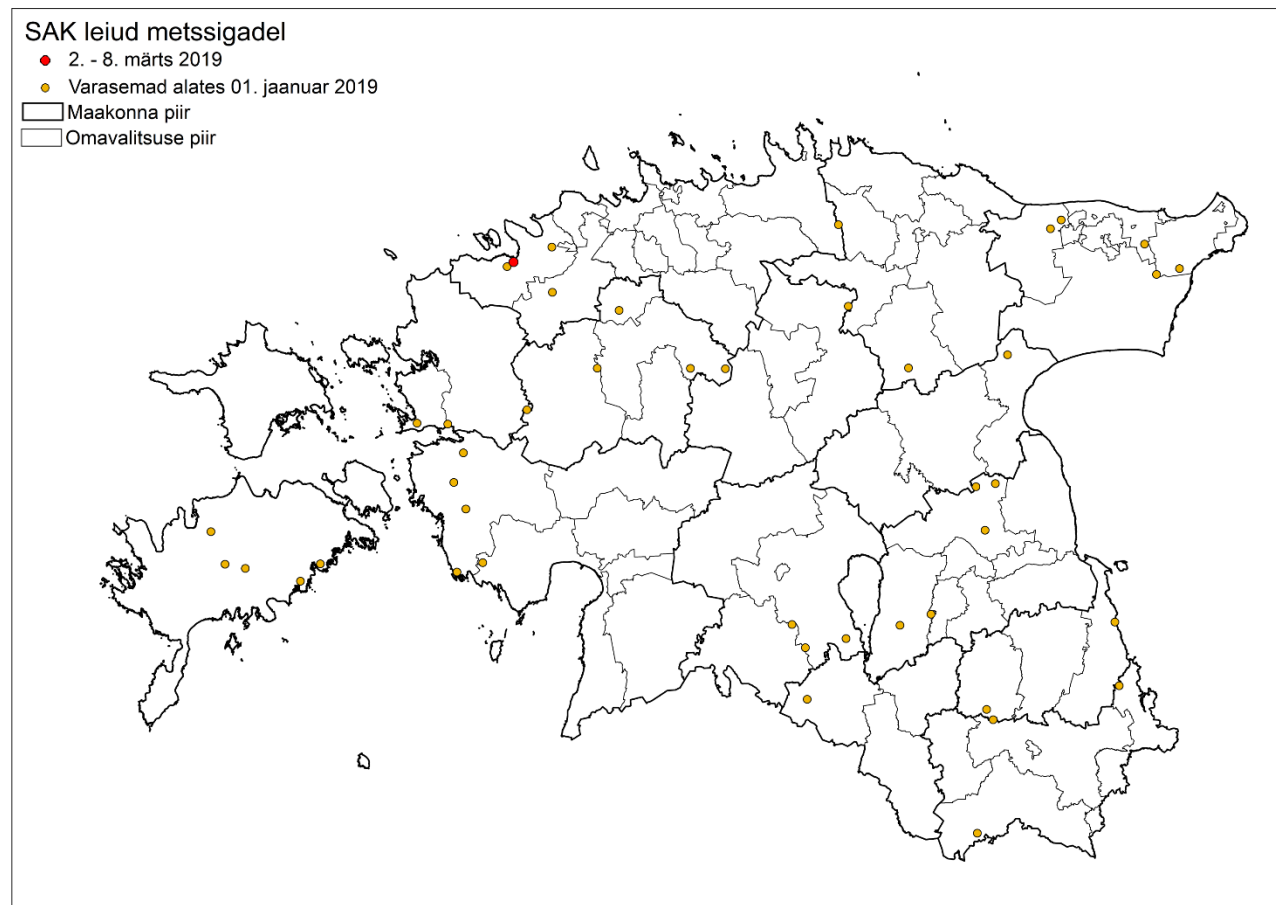 SAK leiud metssigadel
2. - 8. märts 2019
Varasemad alates 01. jaanuar 2019
Maakonna piir
Omavalitsuse piir